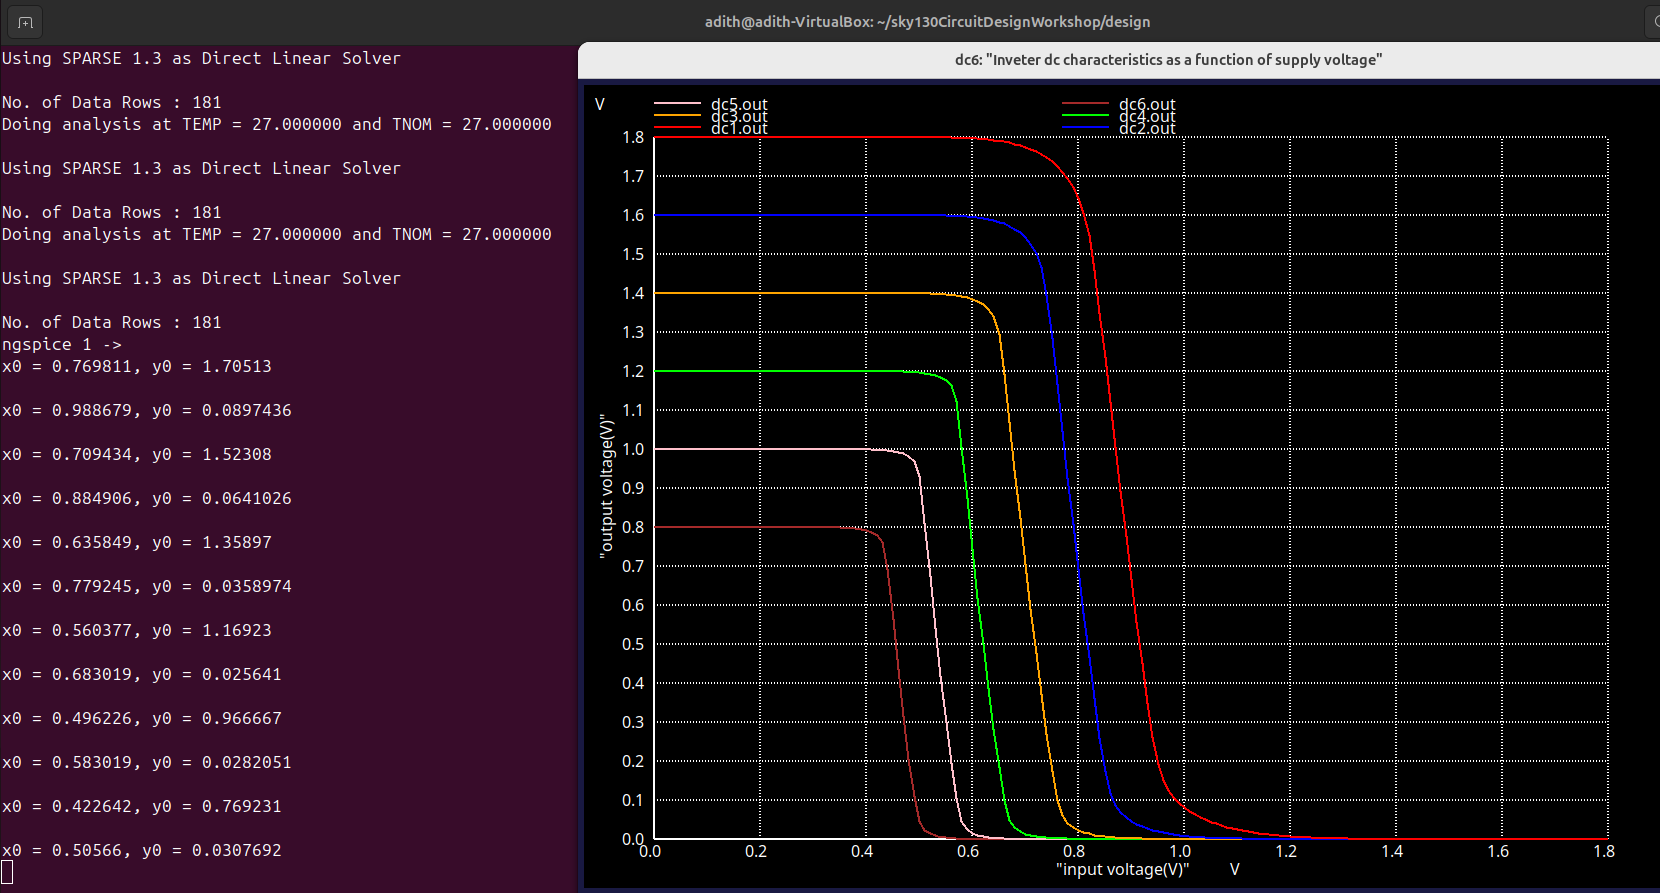 adith@adith-VirtualBox: ~/sky130CircuitDesignWorkshop/design
Using SPARSE 1.3 as Direct Linear Solver
No. of Data Rows : 181
Doing analysis at TEMP = 27.000000 and TNOM = 27.000000
Using SPARSE 1.3 as Direct Linear Solver
No. of Data Rows : 181
Doing analysis at TEMP = 27.000000 and TNOM = 27.000000
Using SPARSE 1.3 as Direct Linear Solver
No. of Data Rows : 181
ngspice 1 ->
x0 = 0.769811, y0 = 1.70513
x0 = 0.988679, y0 = 0.0897436
x0 = 0.709434, y0 = 1.52308
x0 = 0.884906, y0 = 0.0641026
x0 = 0.635849, y0 = 1.35897
x0 = 0.779245, y0 = 0.0358974
x0 = 0.560377, y0 = 1.16923
x0 = 0.683019, y0 = 0.025641
x0 = 0.496226, y0 = 0.966667
x0 = 0.583019, y0 = 0.0282051
x0 = 0.422642, y0 = 0.769231
x0 = 0.50566, y0 = 0.0307692
dc6: "Inveter dc characteristics as a function of supply voltage"
V
dc5.out dc6.out
dc3.out dc4.out
dc1.out dc2.out
1.8
1.7
1.6
1.5
1.4
1.3
1.2
1.1
1.0
0.9
0.8
0.7
0.6
0.5
0.4
0.3
0.2
0.1
0.0
"output voltage(V)"
0.0 0.2 0.4 0.6 0.8 1.0 1.2 1.4 1.6 1.8
"input voltage(V)" V